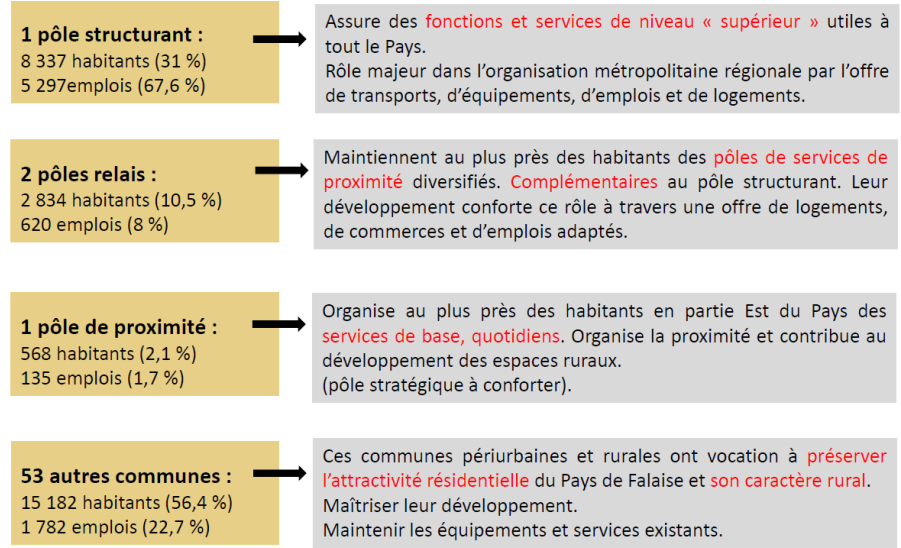 1 pôle structurant :
8 337 habitants (31 %)
5 297emplois (67,6 %)
Assure des fonctions et services de niveau « supérieur » utiles à
tout le Pays.
Rôle majeur dans l’organisation métropolitaine régionale par l’offre
de transports, d’équipements, d’emplois et de logements.
2 pôles relais :
2 834 habitants (10,5 %)
620 emplois (8 %)
Maintiennent au plus près des habitants des pôles de services de
proximité diversifiés. Complémentaires au pôle structurant. Leur
développement conforte ce rôle à travers une offre de logements,
de commerces et d’emplois adaptés.
1 pôle de proximité :
568 habitants (2,1 %)
135 emplois (1,7 %)
Organise au plus près des habitants en partie Est du Pays des
services de base, quotidiens. Organise la proximité et contribue au
développement des espaces ruraux.
(pôle stratégique à conforter).
53 autres communes :
15 182 habitants (56,4 %)
1 782 emplois (22,7 %)
Ces communes périurbaines et rurales ont vocation à préserver
l’attractivité résidentielle du Pays de Falaise et son caractère rural.
Maîtriser leur développement.
Maintenir les équipements et services existants.